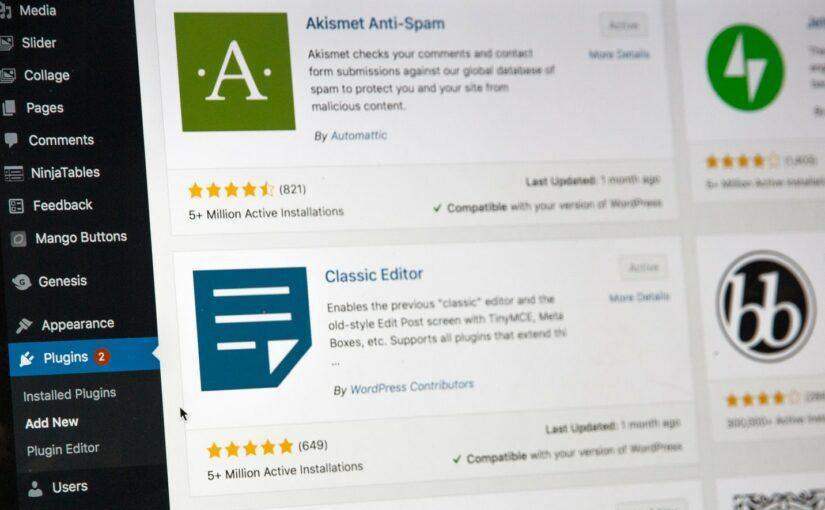 Media
Slider
Collage
Pages
Comments
NinjaTables
Feedback
Mango Buttons
Genesis
Appearance
Plugins 2
Installed Plugins
Add New
Plugin Editor
Users
·A·
Akismet Anti-Spam
Active
More Details
Akismet checks your comments and contact
form submissions against our global database of
spam to protect you and your site from
malicious content.
By Automattic
(821)
5+ Million Active Installations
Last Updated: 1 month ago
Compatible with your version of WordPress
Classic Editor
Active
More Details
Enables the previous "classic" editor and the
old-style Edit Post screen with TinyMCE, Meta
Boxes, etc. Supports all plugins that extend thi
...
By WordPress Contributors
(649)
5+ Million Active Installations
Last Updated: 1 month ago
Compatible with your version of WordPress
5+ Million Active
bb
Active